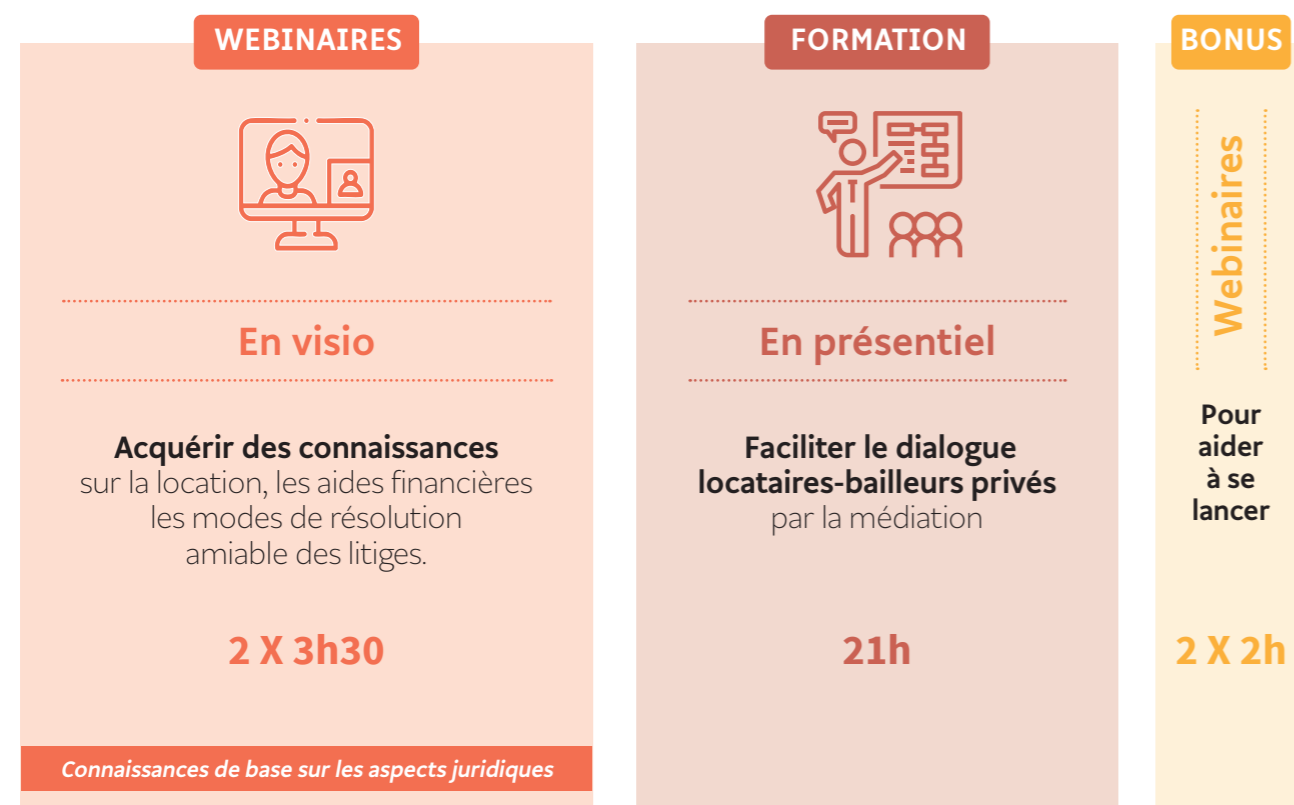 WEBINAIRES
En visio
Acquérir des connaissances
sur la location, les aides financières
les modes de résolution
amiable des litiges.
2 X 3h30
Connaissances de base sur les aspects juridiques
FORMATION
En présentiel
Faciliter le dialogue
locataires-bailleurs privés
par la médiation
21h
BONUS
Webinaires
Pour
aider
à se
lancer
2 X 2h